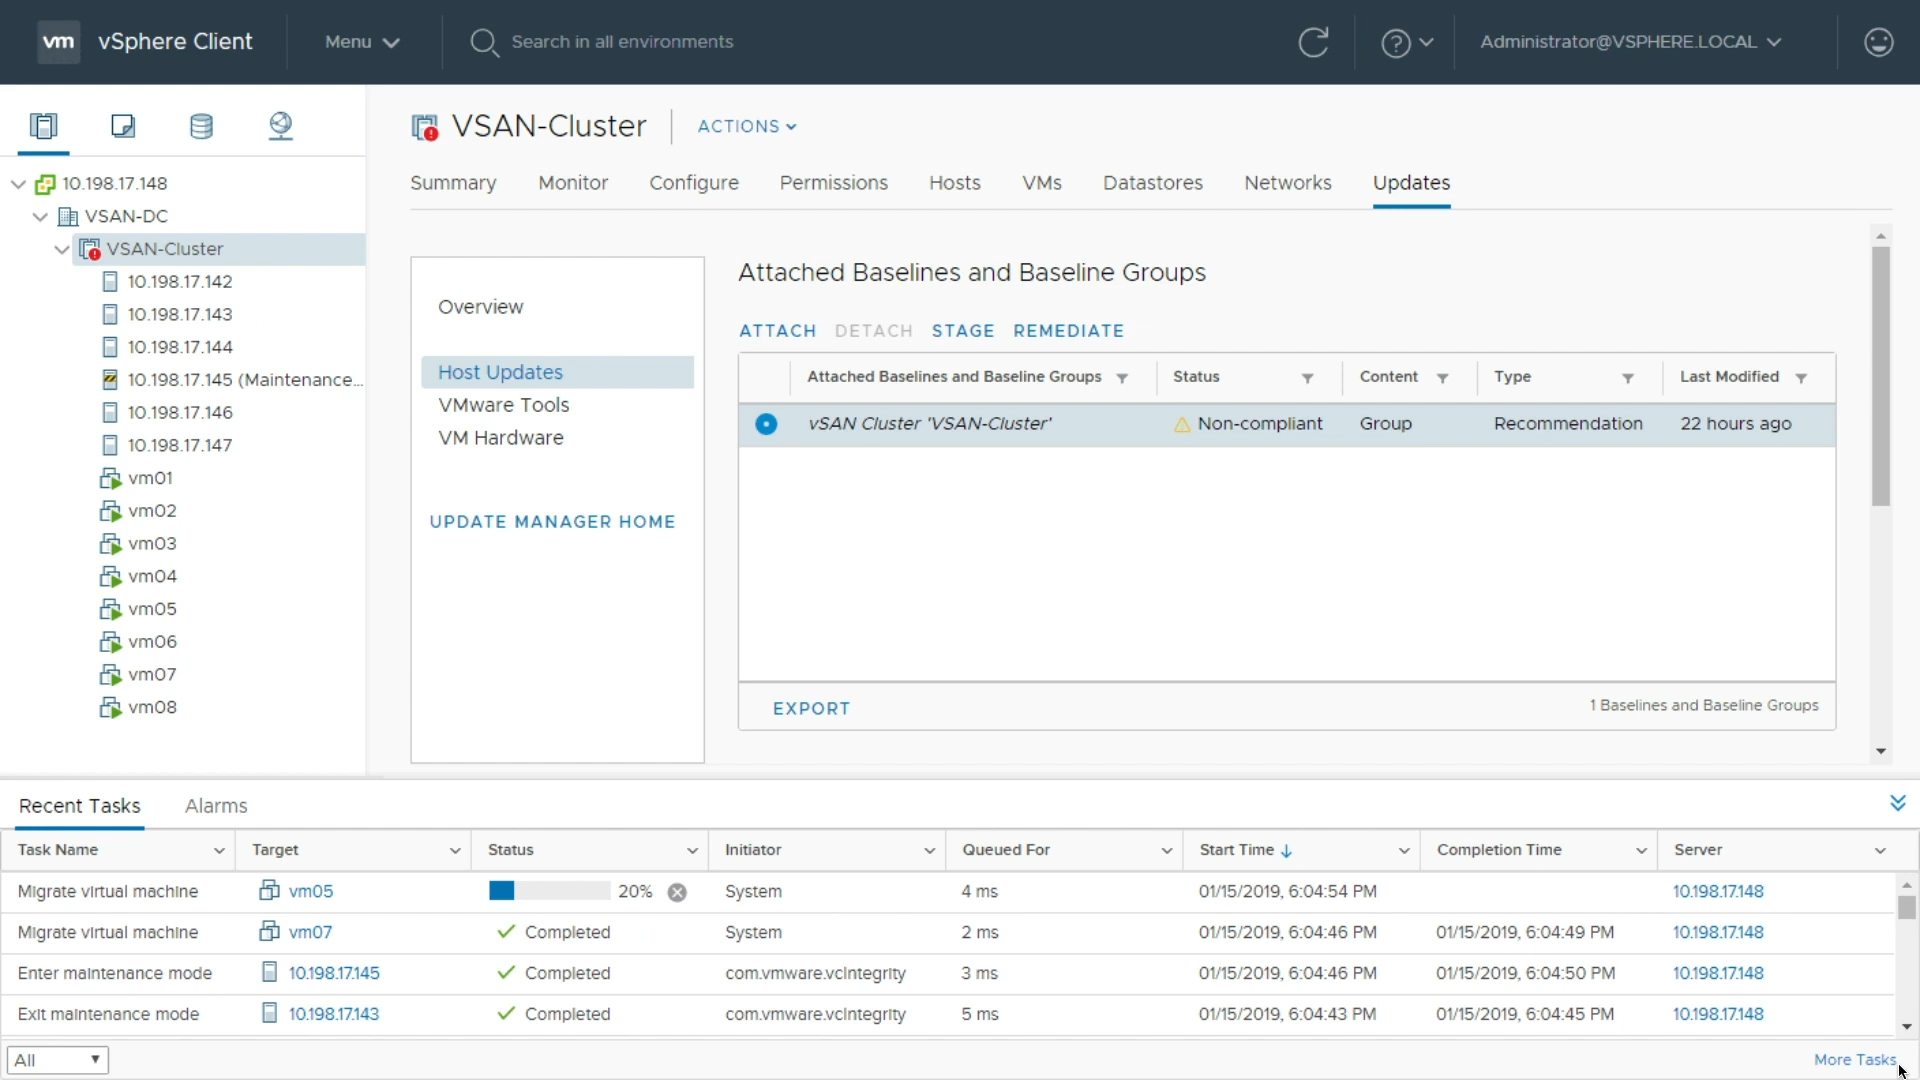 vm vSphere Client Menu Search in all environments Administrator@VSPHERE.LOCAL
VSAN-Cluster ACTIONS
Summary Monitor Configure Permissions Hosts VMs Datastores Networks Updates
10.198.17.148
VSAN-DC
VSAN-Cluster
10.198.17.142
10.198.17.143
10.198.17.144
10.198.17.145 (Maintenance...
10.198.17.146
10.198.17.147
vm01
vm02
vm03
vm04
vm05
vm06
vm07
vm08
Overview
Host Updates
VMware Tools
VM Hardware
UPDATE MANAGER HOME
Attached Baselines and Baseline Groups
ATTACH DETACH STAGE REMEDIATE
Attached Baselines and Baseline Groups Status Content Type Last Modified
vSAN Cluster 'VSAN-Cluster' Non-compliant Group Recommendation 22 hours ago
EXPORT 1 Baselines and Baseline Groups
Recent Tasks Alarms
Task Name Target Status Initiator Queued For Start Time Completion Time Server
Migrate virtual machine vm05 20% System 4 ms 01/15/2019, 6:04:54 PM 10.198.17.148
Migrate virtual machine vm07 Completed System 2 ms 01/15/2019, 6:04:46 PM 01/15/2019, 6:04:49 PM 10.198.17.148
Enter maintenance mode 10.198.17.145 Completed com.vmware.vcIntegrity 3 ms 01/15/2019, 6:04:46 PM 01/15/2019, 6:04:50 PM 10.198.17.148
Exit maintenance mode 10.198.17.143 Completed com.vmware.vcIntegrity 5 ms 01/15/2019, 6:04:43 PM 01/15/2019, 6:04:45 PM 10.198.17.148
All More Tasks